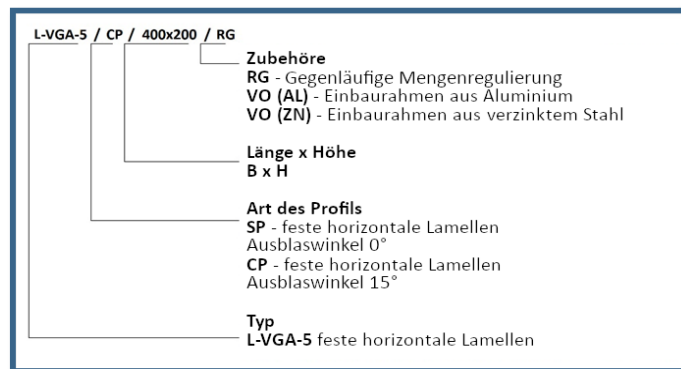 L-VGA-5 / CP / 400x200 / RG
Zubehöre
RG - Gegenläufige Mengenregulierung
VO (AL) - Einbaurahmen aus Aluminium
VO (ZN) - Einbaurahmen aus verzinktem Stahl
Länge x Höhe
B x H
Art des Profils
SP - feste horizontale Lamellen
Ausblaswinkel 0°
CP - feste horizontale Lamellen
Ausblaswinkel 15°
Typ
L-VGA-5 feste horizontale Lamellen